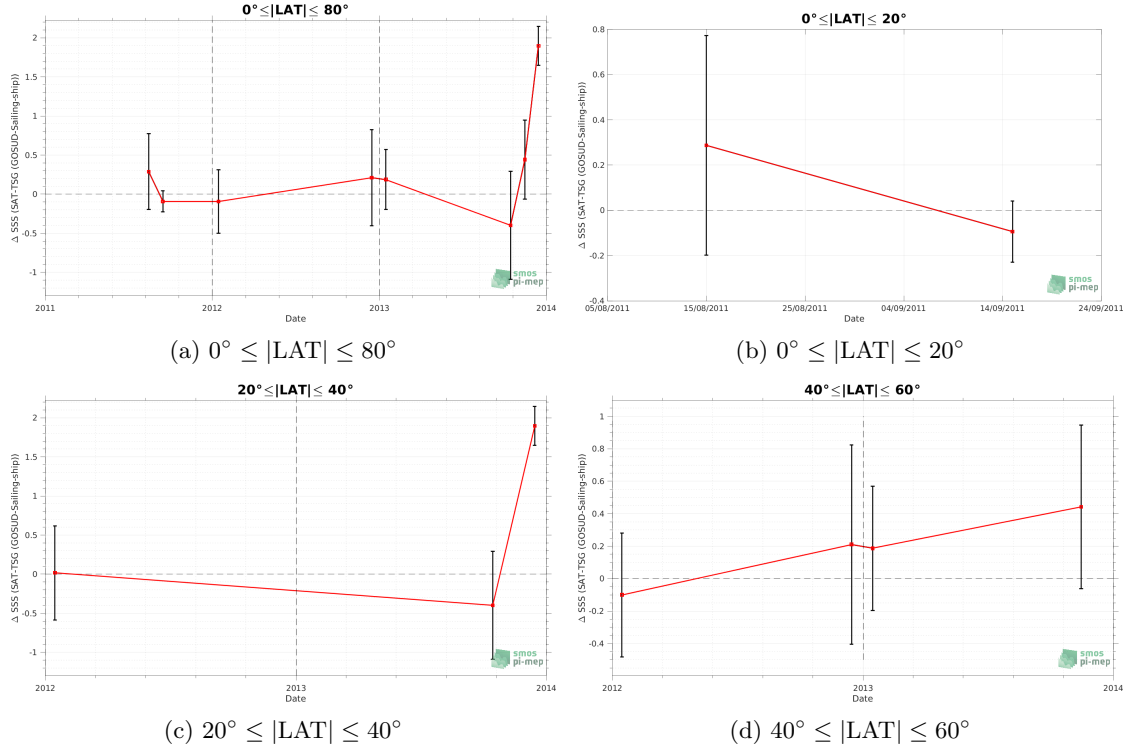 0°≤|LAT|≤ 80°
Δ SSS (SAT-TSG (GOSUD-Sailing-ship))
2
1.5
1
0.5
0
-0.5
-1
2011
2012
2013
2014
Date
smos
pi-mep
(a) 0° ≤ |LAT| ≤ 80°
0°≤|LAT|≤ 20°
Δ SSS (SAT-TSG (GOSUD-Sailing-ship))
0.8
0.6
0.4
0.2
0
-0.2
-0.4
05/08/2011
15/08/2011
25/08/2011
04/09/2011
14/09/2011
24/09/2011
Date
smos
pi-mep
(b) 0° ≤ |LAT| ≤ 20°
20°≤|LAT|≤ 40°
Δ SSS (SAT-TSG (GOSUD-Sailing-ship))
2
1.5
1
0.5
0
-0.5
-1
2012
2013
2014
Date
smos
pi-mep
(c) 20° ≤ |LAT| ≤ 40°
40°≤|LAT|≤ 60°
Δ SSS (SAT-TSG (GOSUD-Sailing-ship))
1
0.8
0.6
0.4
0.2
0
-0.2
-0.4
2012
2013
2014
Date
smos
pi-mep
(d) 40° ≤ |LAT| ≤ 60°